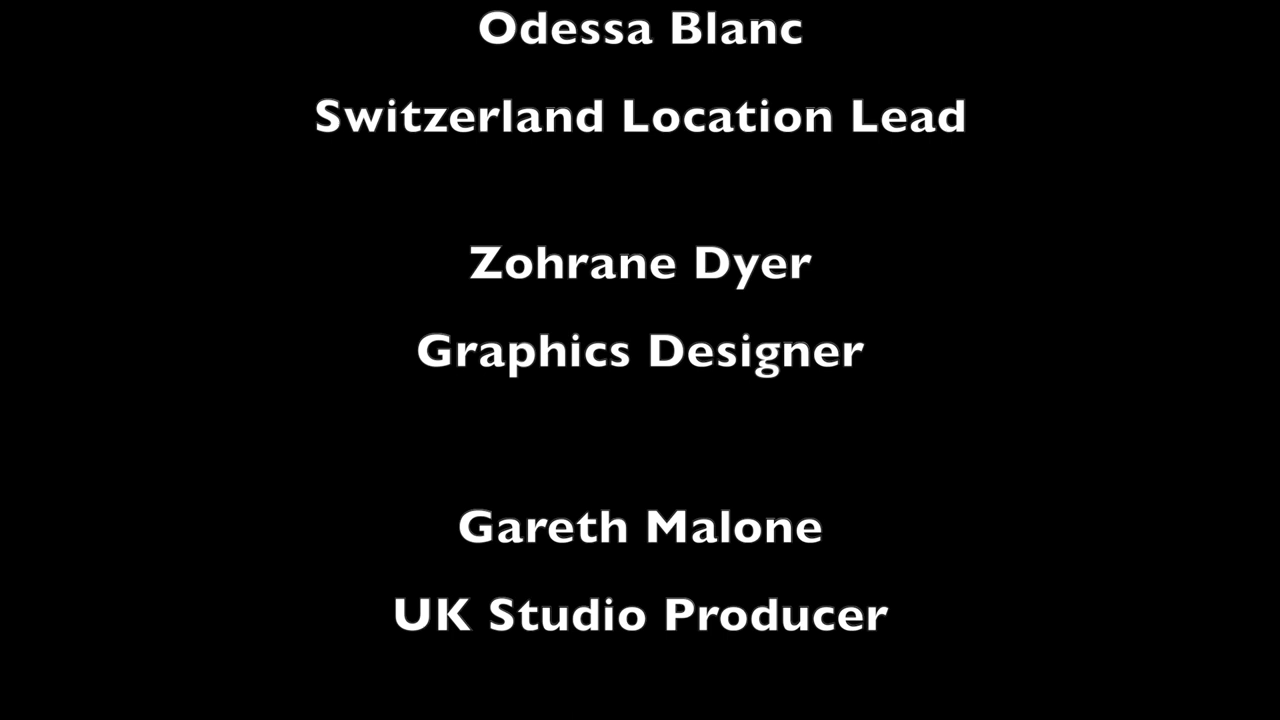 Odessa Blanc
Switzerland Location Lead
Zohrane Dyer
Graphics Designer
Gareth Malone
UK Studio Producer